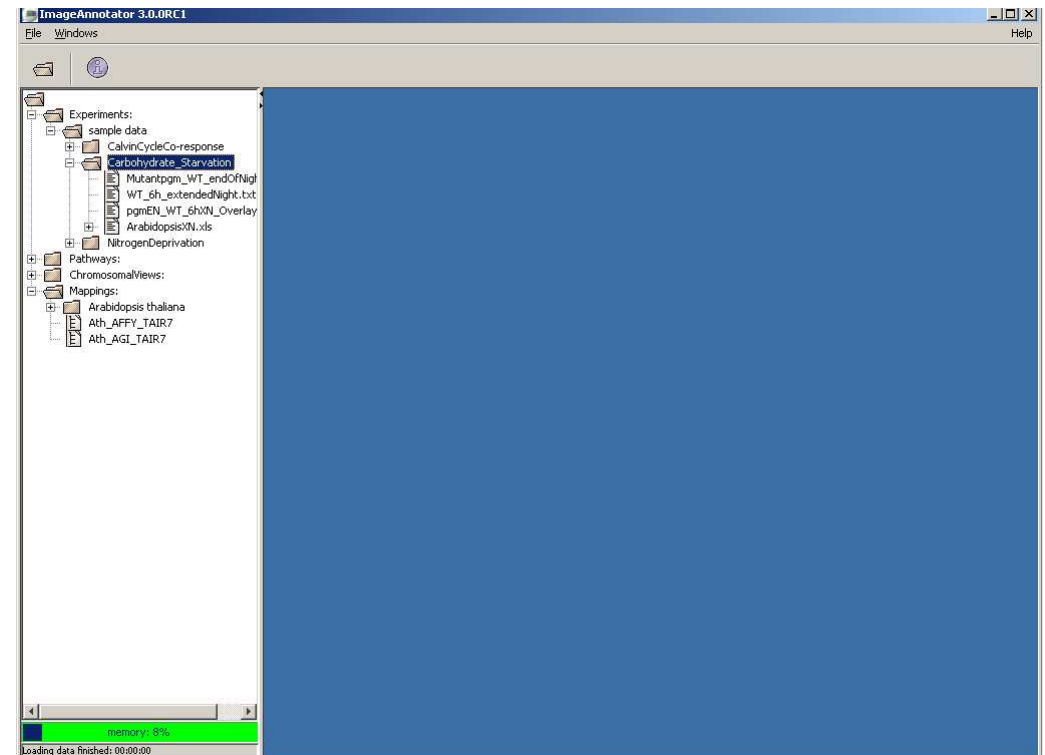 ImageAnnotator 3.0.0RC1
File Windows Help
Experiments:
sample data
CalvinCycleCo-response
Carbohydrate_Starvation
Mutantpgm_WT_endOfNigh
WT_6h_extendedNight.txt
pgmEN_WT_6hXN_Overlay
ArabidopsisXN.xls
NitrogenDeprivation
Pathways:
ChromosomalViews:
Mappings:
Arabidopsis thaliana
Ath_AFFY_TAIR7
Ath_AGI_TAIR7
memory: 8%
Loading data finished: 00:00:00